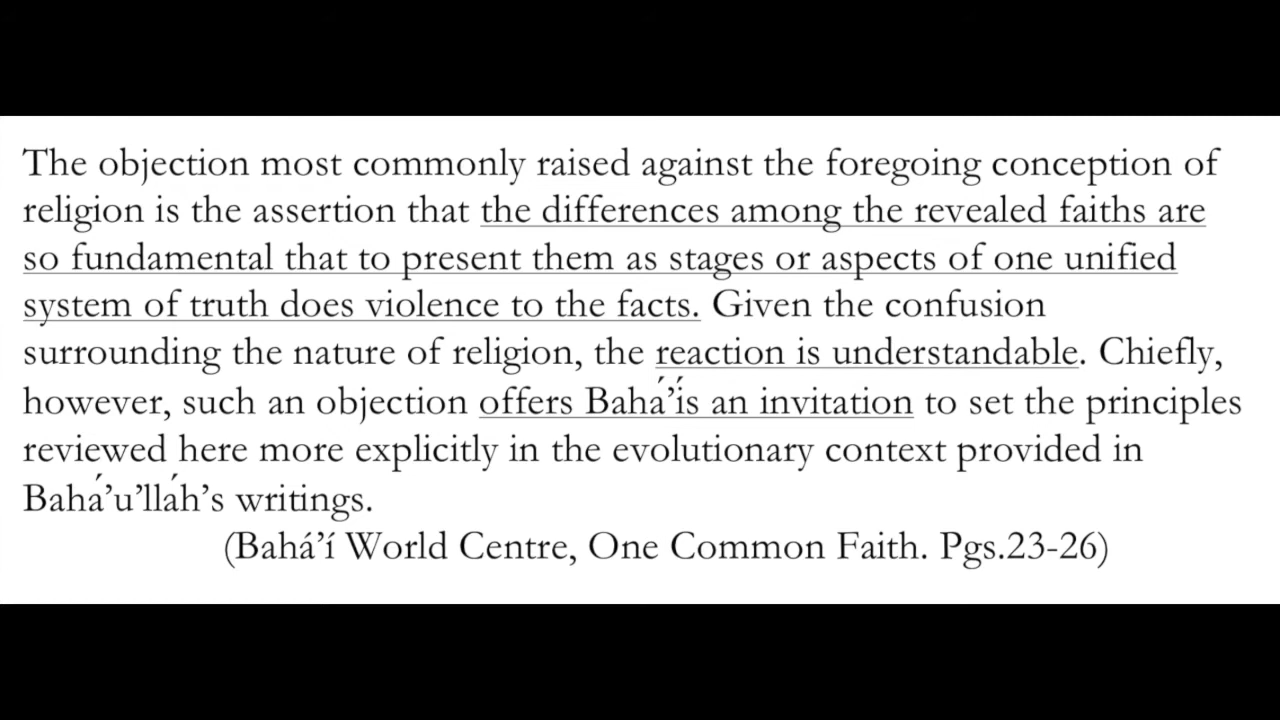 The objection most commonly raised against the foregoing conception of
religion is the assertion that the differences among the revealed faiths are
so fundamental that to present them as stages or aspects of one unified
system of truth does violence to the facts. Given the confusion
surrounding the nature of religion, the reaction is understandable. Chiefly,
however, such an objection offers Bahá’ís an invitation to set the principles
reviewed here more explicitly in the evolutionary context provided in
Bahá’u’lláh’s writings.
(Bahá’í World Centre, One Common Faith. Pgs.23-26)